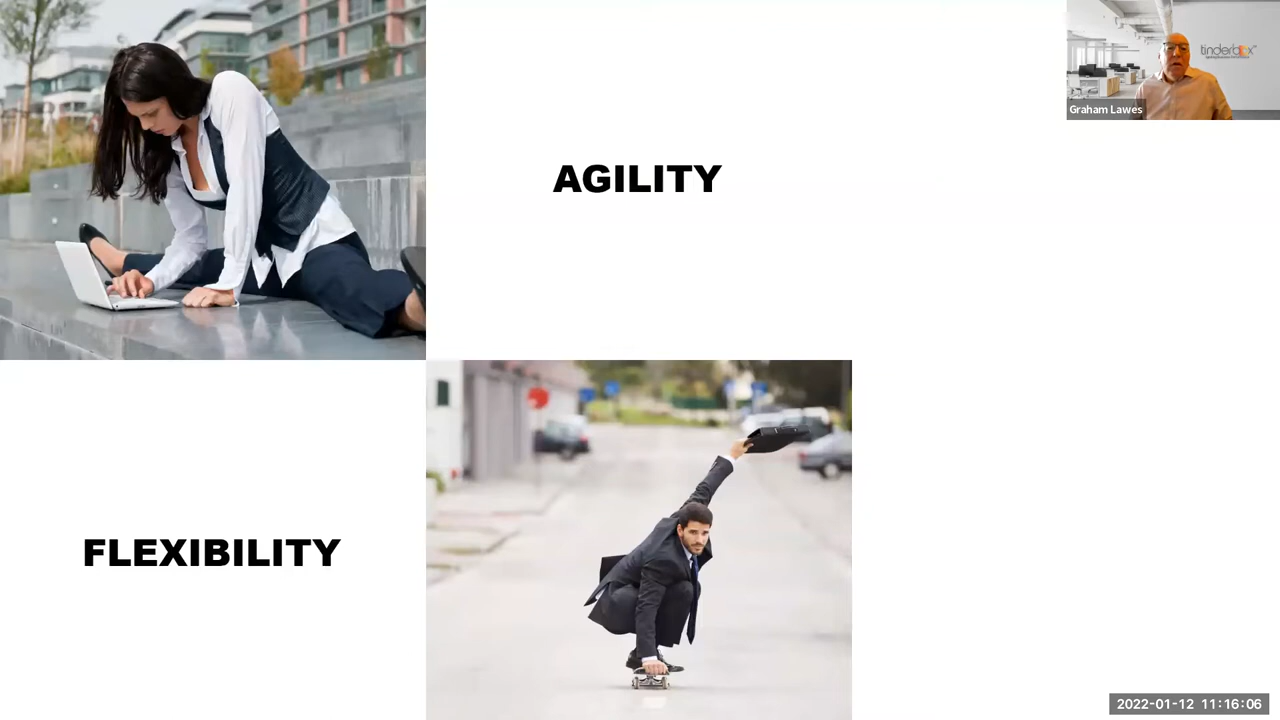 AGILITY
tinderbox
Graham Lawes
FLEXIBILITY
2022-01-12 11:16:06